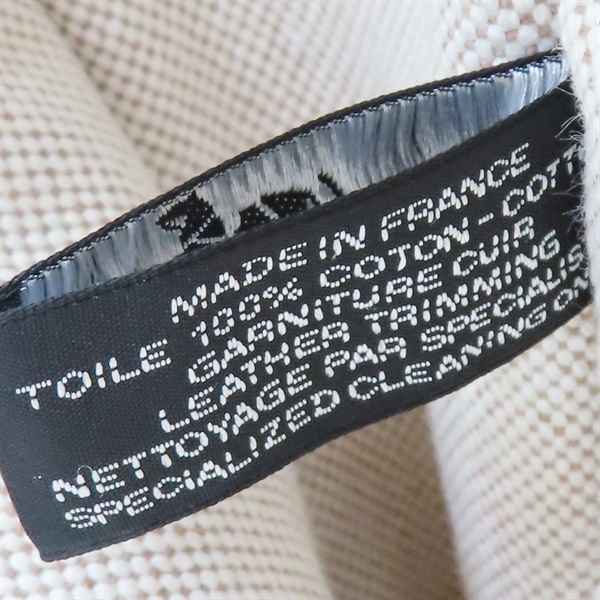 MADE IN FRANCE
TOILE 100% COTON - COTT
GARNITURE CUIR
LEATHER TRIMMING
NETTOYAGE PAR SPECIALIS
SPECIALIZED CLEANING ON